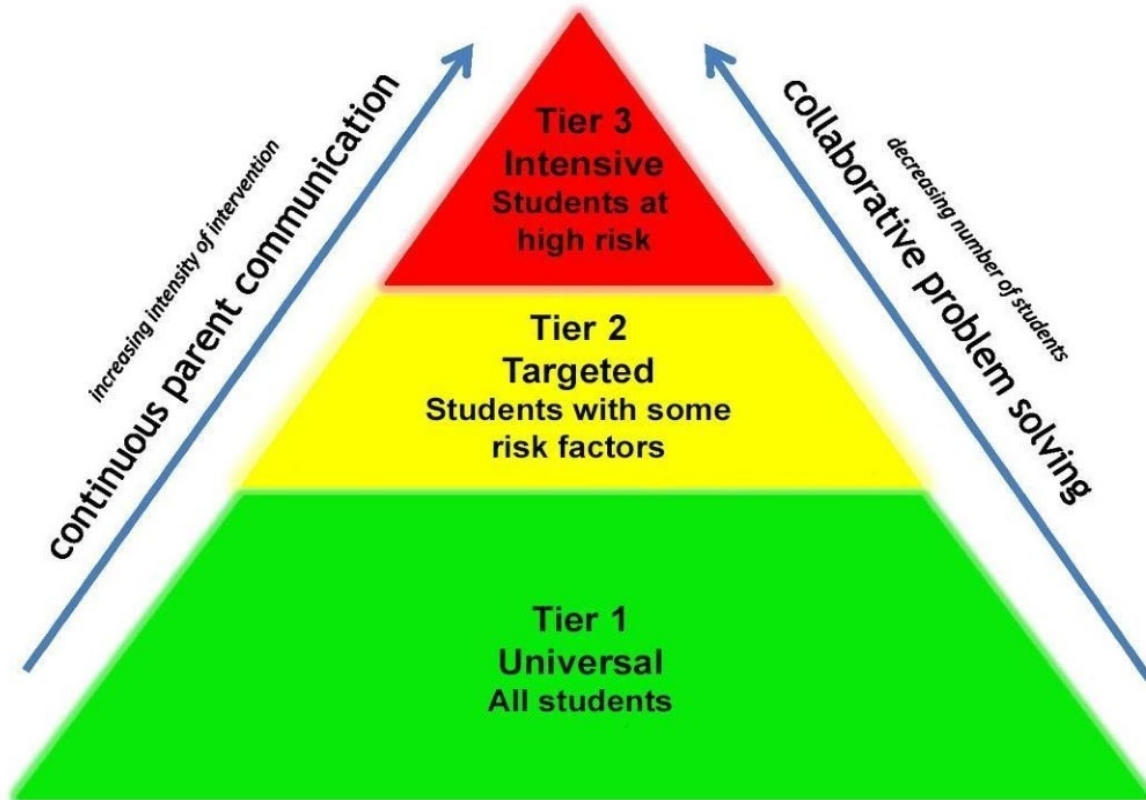 Tier 3
Intensive
Students at
high risk
Tier 2
Targeted
Students with some
risk factors
Tier 1
Universal
All students
increasing intensity of intervention
continuous parent communication
collaborative problem solving
decreasing number of students